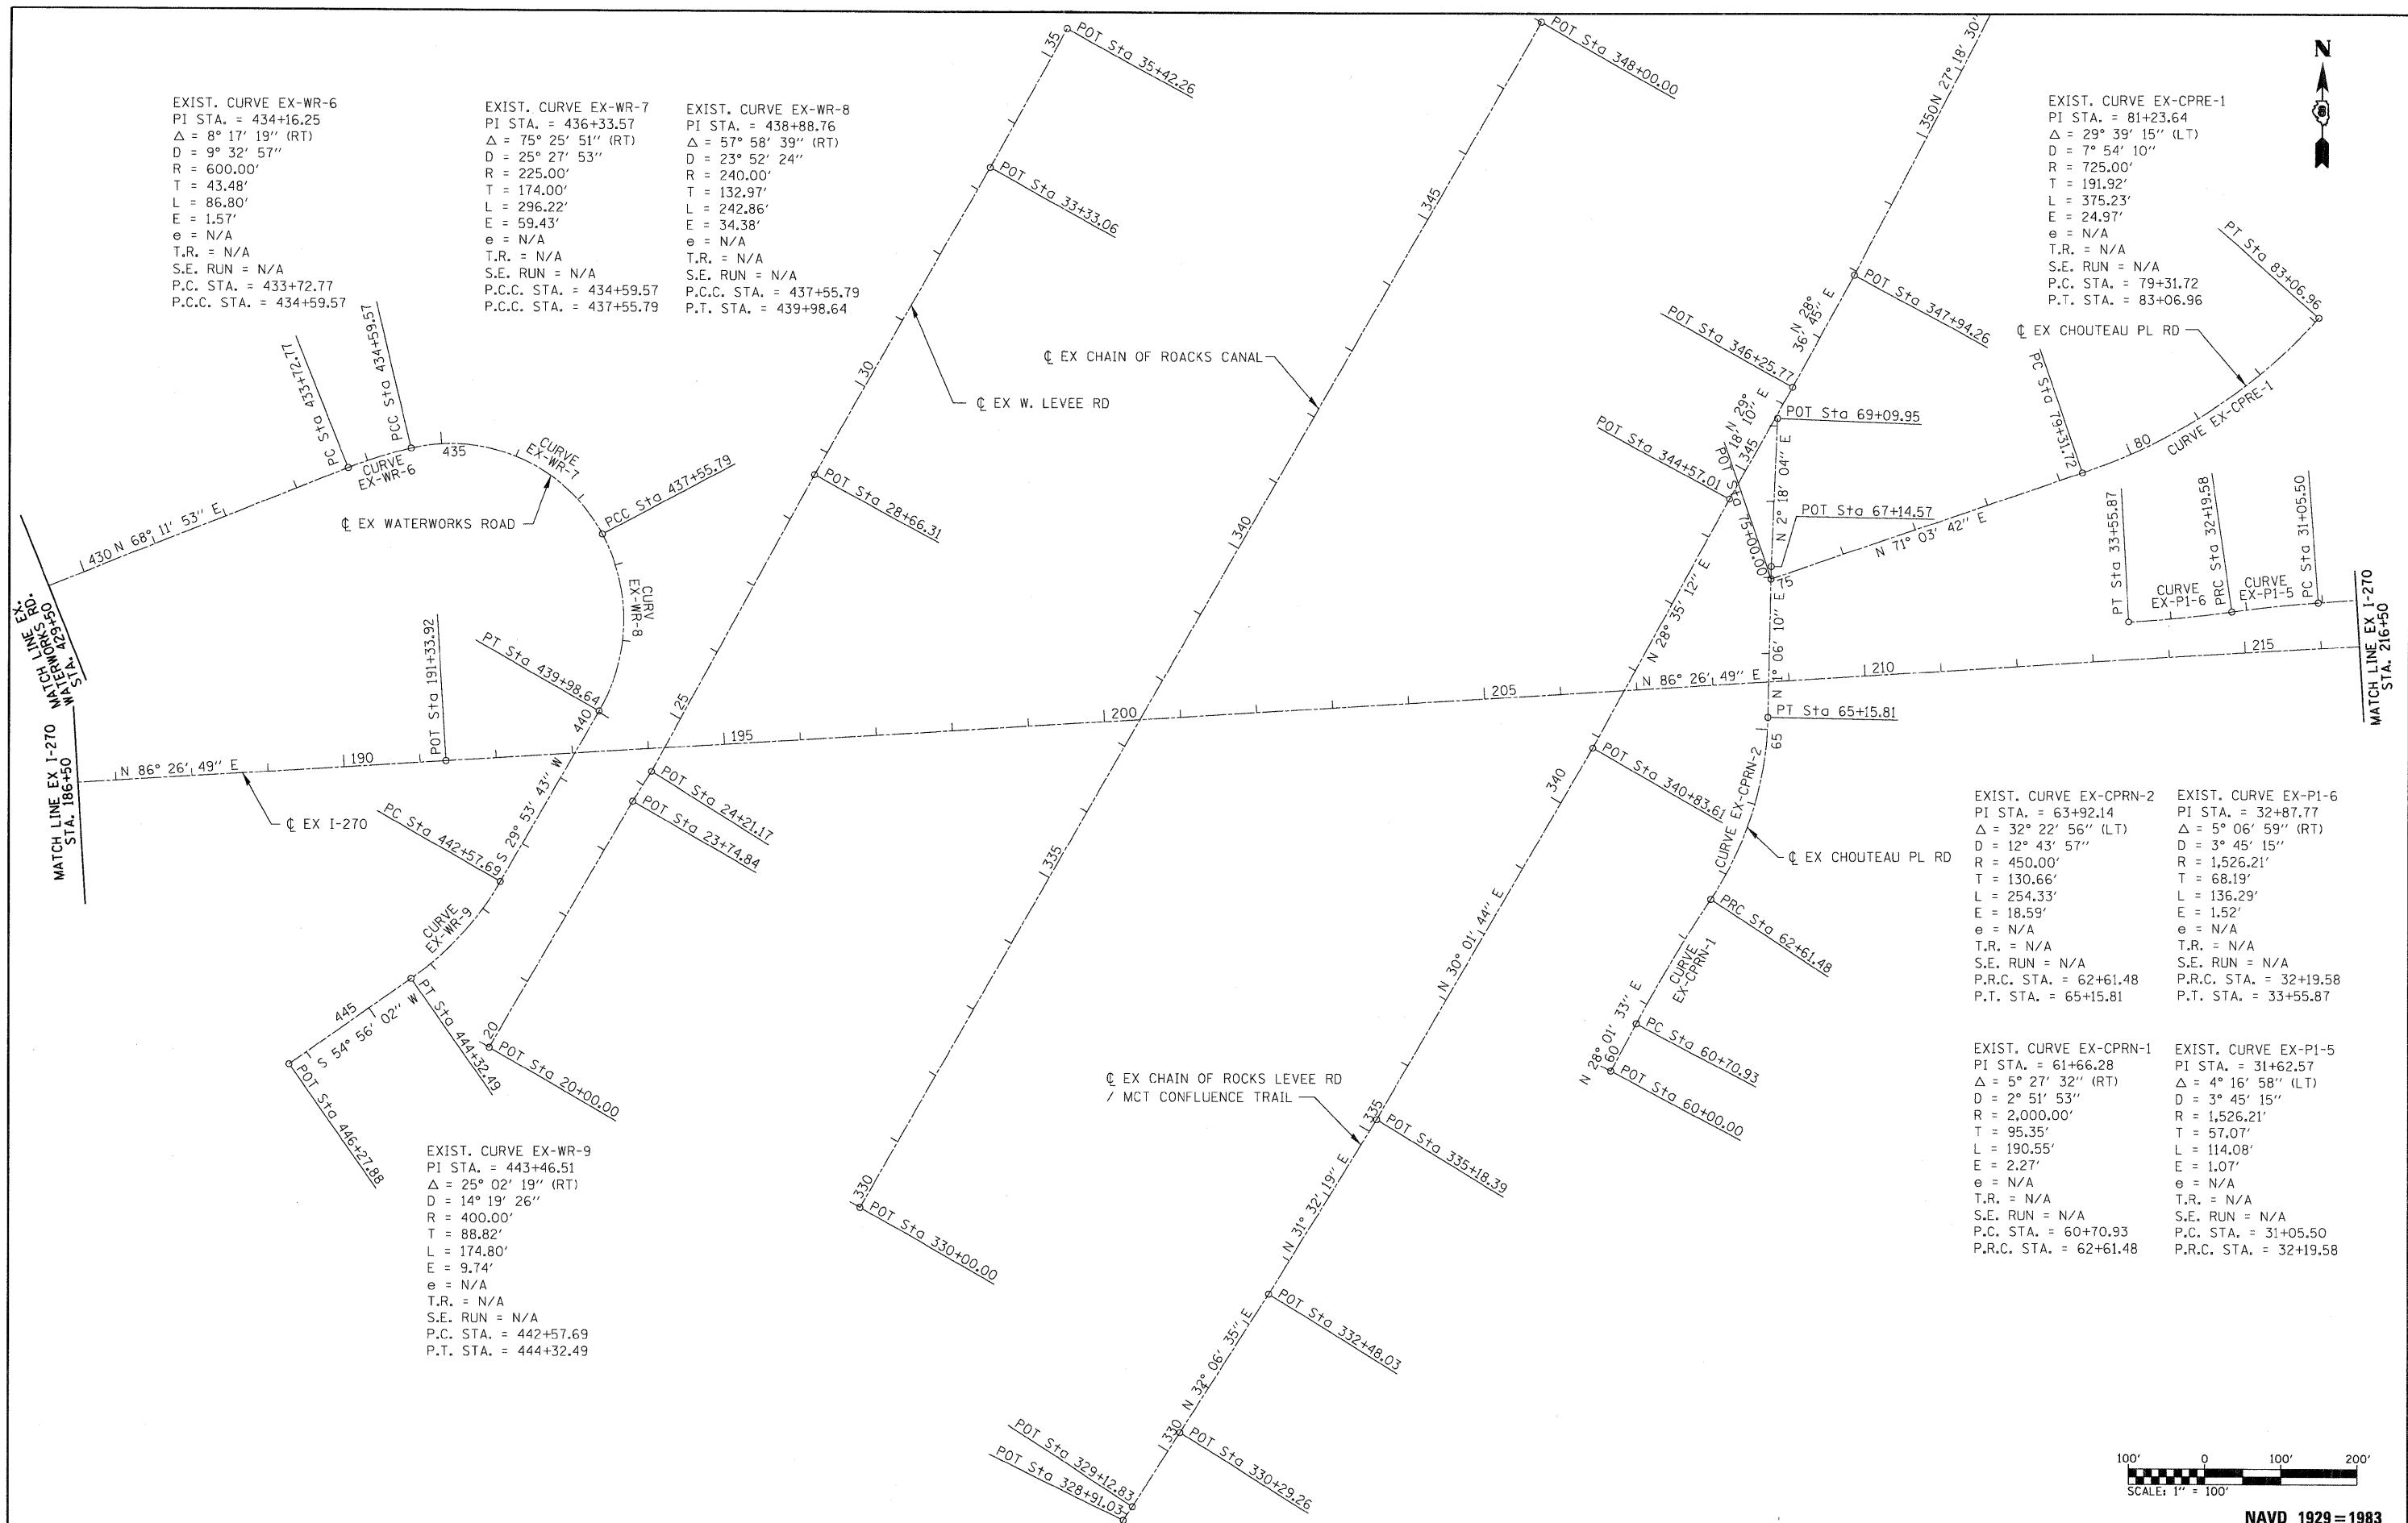 EXIST. CURVE EX-WR-6
PI STA. = 434+16.25
Δ = 8° 17' 19" (RT)
D = 9° 32' 57"
R = 600.00'
T = 43.48'
L = 86.80'
E = 1.57'
e = N/A
T.R. = N/A
S.E. RUN = N/A
P.C. STA. = 433+72.77
P.C.C. STA. = 434+59.57
EXIST. CURVE EX-WR-7
PI STA. = 436+33.57
Δ = 75° 25' 51" (RT)
D = 25° 27' 53"
R = 225.00'
T = 174.00'
L = 296.22'
E = 59.43'
e = N/A
T.R. = N/A
S.E. RUN = N/A
P.C.C. STA. = 434+59.57
P.C.C. STA. = 437+55.79
EXIST. CURVE EX-WR-8
PI STA. = 438+88.76
Δ = 57° 58' 39" (RT)
D = 23° 52' 24"
R = 240.00'
T = 132.97'
L = 242.86'
E = 34.38'
e = N/A
T.R. = N/A
S.E. RUN = N/A
P.C.C. STA. = 437+55.79
P.T. STA. = 439+98.64
EXIST. CURVE EX-CPRE-1
PI STA. = 81+23.64
Δ = 29° 39' 15" (LT)
D = 7° 54' 10"
R = 725.00'
T = 191.92'
L = 375.23'
E = 24.97'
e = N/A
T.R. = N/A
S.E. RUN = N/A
P.C. STA. = 79+31.72
P.T. STA. = 83+06.96
N
35
POT Sta 35+42.26
POT Sta 33+33.06
30
℄ EX W. LEVEE RD
POT Sta 28+66.31
25
POT Sta 24+21.17
POT Sta 23+74.84
20
POT Sta 20+00.00
POT Sta 348+00.00
345
℄ EX CHAIN OF ROACKS CANAL
340
335
330
POT Sta 330+00.00
N 27° 18' 30"
350
POT Sta 347+94.26
N 28° 36' 45" E
POT Sta 346+25.77
N 29° 18' 10" E
345
POT Sta 344+57.01
POT Sta 69+09.95
N 2° 18' 04" E
POT Sta 67+14.57
POT Sta 75+00.00
75
N 71° 03' 42" E
PC Sta 79+31.72
80
CURVE EX-CPRE-1
℄ EX CHOUTEAU PL RD
PT Sta 83+06.96
PT Sta 33+55.87
CURVE EX-P1-6
PRC Sta 32+19.58
CURVE EX-P1-5
PC Sta 31+05.50
MATCH LINE EX I-270
STA. 216+50
PC Sta 433+72.77
PCC Sta 434+59.57
CURVE
EX-WR-6
435
CURVE
EX-WR-7
℄ EX WATERWORKS ROAD
PCC Sta 437+55.79
CURV
EX-WR-8
PT Sta 439+98.64
440
430
N 68° 11' 53" E
MATCH LINE EX.
WATERWORKS RD.
STA. 429+50
MATCH LINE EX I-270
STA. 186+50
N 86° 26' 49" E
190
POT Sta 191+33.92
195
200
205
N 86° 26' 49" E
210
215
℄ EX I-270
S 29° 53' 43" W
PC Sta 442+57.69
CURVE
EX-WR-9
PT Sta 444+32.49
445
S 54° 56' 02" W
POT Sta 446+27.88
N 28° 35' 12" E
N 1° 06' 10" E
PT Sta 65+15.81
65
CURVE EX-CPRN-2
℄ EX CHOUTEAU PL RD
POT Sta 340+83.61
340
N 30° 01' 44" E
PRC Sta 62+61.48
CURVE
EX-CPRN-1
PC Sta 60+70.93
N 28° 01' 33" E
60
POT Sta 60+00.00
℄ EX CHAIN OF ROCKS LEVEE RD
/ MCT CONFLUENCE TRAIL
335
POT Sta 335+18.39
N 31° 32' 19" E
POT Sta 332+48.03
N 32° 06' 35" E
330
POT Sta 330+29.26
POT Sta 329+12.83
POT Sta 328+91.03
EXIST. CURVE EX-WR-9
PI STA. = 443+46.51
Δ = 25° 02' 19" (RT)
D = 14° 19' 26"
R = 400.00'
T = 88.82'
L = 174.80'
E = 9.74'
e = N/A
T.R. = N/A
S.E. RUN = N/A
P.C. STA. = 442+57.69
P.T. STA. = 444+32.49
EXIST. CURVE EX-CPRN-2
PI STA. = 63+92.14
Δ = 32° 22' 56" (LT)
D = 12° 43' 57"
R = 450.00'
T = 130.66'
L = 254.33'
E = 18.59'
e = N/A
T.R. = N/A
S.E. RUN = N/A
P.R.C. STA. = 62+61.48
P.T. STA. = 65+15.81
EXIST. CURVE EX-P1-6
PI STA. = 32+87.77
Δ = 5° 06' 59" (RT)
D = 3° 45' 15"
R = 1,526.21'
T = 68.19'
L = 136.29'
E = 1.52'
e = N/A
T.R. = N/A
S.E. RUN = N/A
P.R.C. STA. = 32+19.58
P.T. STA. = 33+55.87
EXIST. CURVE EX-CPRN-1
PI STA. = 61+66.28
Δ = 5° 27' 32" (RT)
D = 2° 51' 53"
R = 2,000.00'
T = 95.35'
L = 190.55'
E = 2.27'
e = N/A
T.R. = N/A
S.E. RUN = N/A
P.C. STA. = 60+70.93
P.R.C. STA. = 62+61.48
EXIST. CURVE EX-P1-5
PI STA. = 31+62.57
Δ = 4° 16' 58" (LT)
D = 3° 45' 15"
R = 1,526.21'
T = 57.07'
L = 114.08'
E = 1.07'
e = N/A
T.R. = N/A
S.E. RUN = N/A
P.C. STA. = 31+05.50
P.R.C. STA. = 32+19.58
100' 0 100' 200'
SCALE: 1" = 100'
NAVD 1929=1983